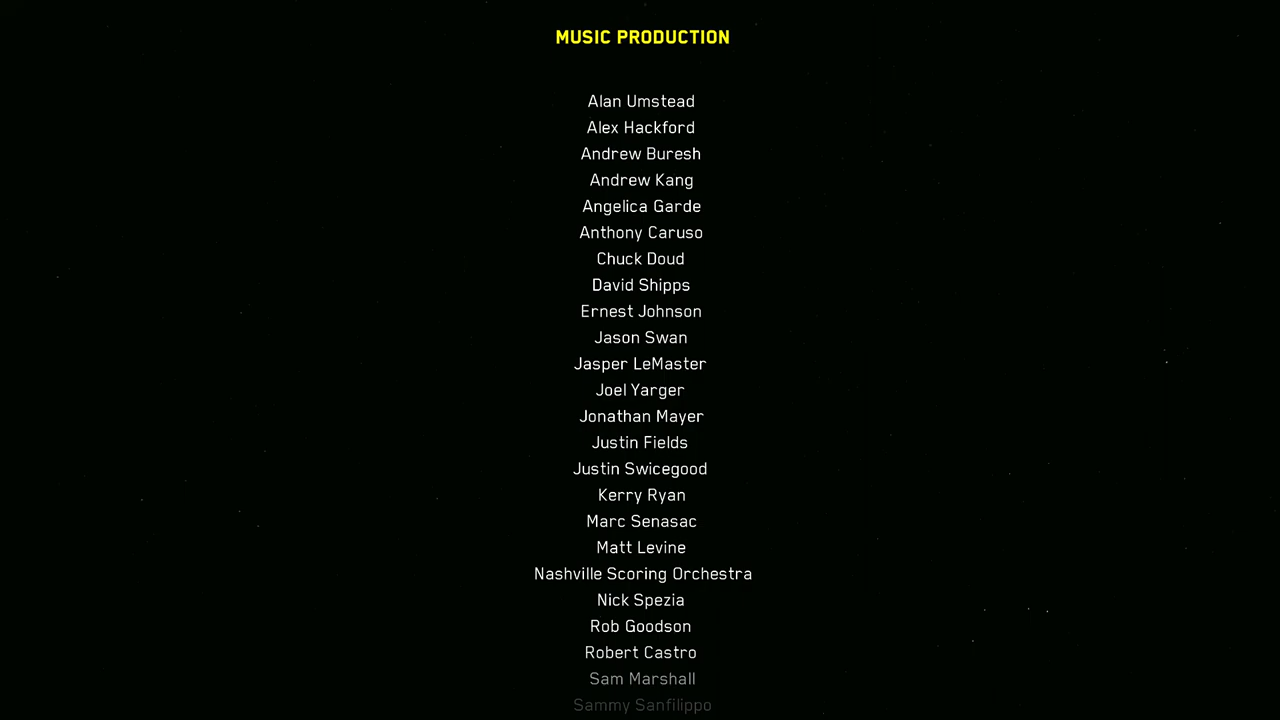 MUSIC PRODUCTION
Alan Umstead
Alex Hackford
Andrew Buresh
Andrew Kang
Angelica Garde
Anthony Caruso
Chuck Doud
David Shipps
Ernest Johnson
Jason Swan
Jasper LeMaster
Joel Yarger
Jonathan Mayer
Justin Fields
Justin Swicegood
Kerry Ryan
Marc Senasac
Matt Levine
Nashville Scoring Orchestra
Nick Spezia
Rob Goodson
Robert Castro
Sam Marshall
Sammy Sanfilippo